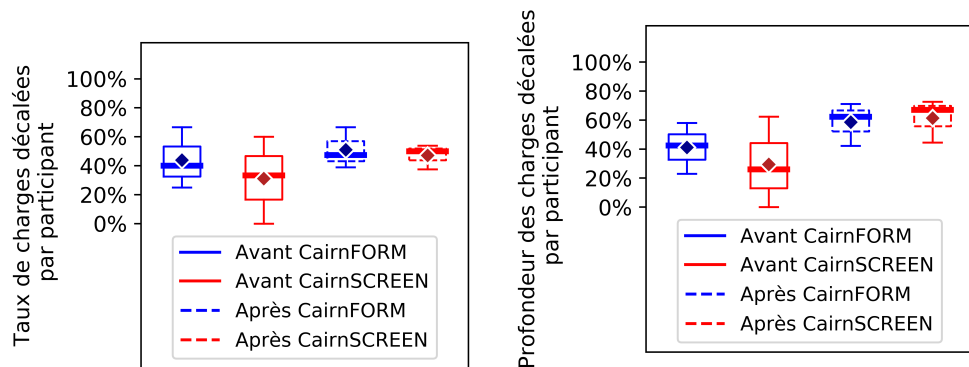 Taux de charges décalées
par participant
100%
80%
60%
40%
20%
0%
Avant CairnFORM
Avant CairnSCREEN
Après CairnFORM
Après CairnSCREEN
Profondeur des charges décalées
par participant
100%
80%
60%
40%
20%
0%
Avant CairnFORM
Avant CairnSCREEN
Après CairnFORM
Après CairnSCREEN